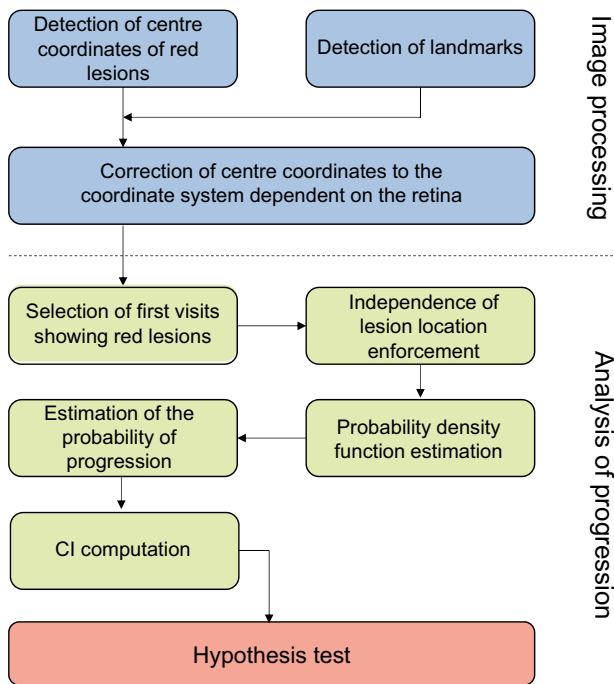 Detection of centre
coordinates of red
lesions
Detection of landmarks
Correction of centre coordinates to the
coordinate system dependent on the retina
Image processing
Selection of first visits
showing red lesions
Independence of
lesion location
enforcement
Estimation of the
probability of
progression
Probability density
function estimation
CI computation
Hypothesis test
Analysis of progression